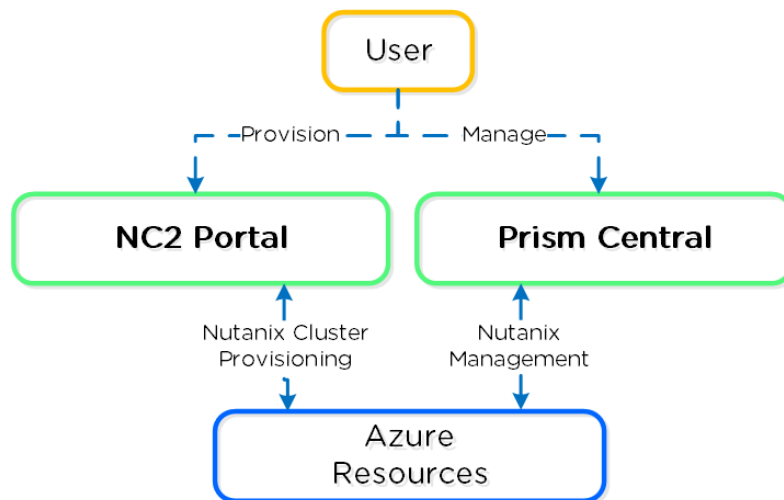 User
Provision
Manage
NC2 Portal
Prism Central
Nutanix Cluster
Provisioning
Nutanix
Management
Azure
Resources